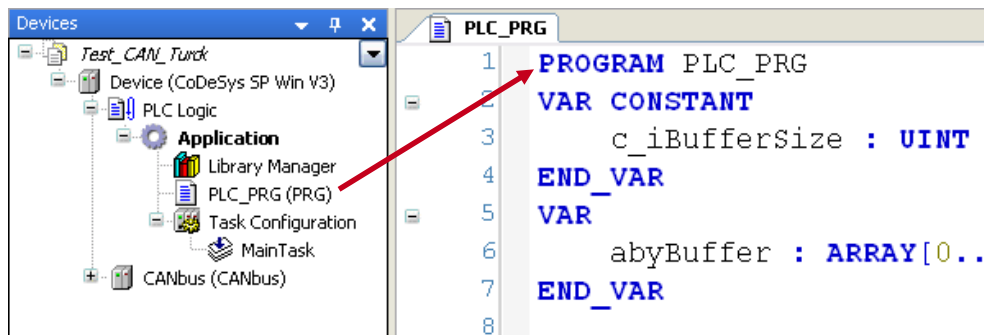 Devices
Test_CAN_Turck
Device (CoDeSys SP Win V3)
PLC Logic
Application
Library Manager
PLC_PRG (PRG)
Task Configuration
MainTask
CANbus (CANbus)
PLC_PRG
1 PROGRAM PLC_PRG
2 VAR CONSTANT
3 c_iBufferSize : UINT
4 END_VAR
5 VAR
6 abyBuffer : ARRAY[0..
7 END_VAR
8